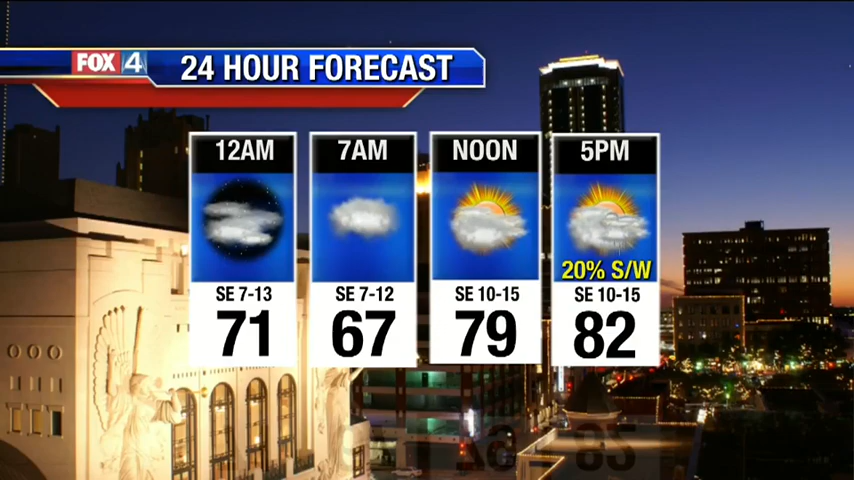 FOX 4
24 HOUR FORECAST
12AM
SE 7-13
71
7AM
SE 7-12
67
NOON
SE 10-15
79
5PM
20% S/W
SE 10-15
82